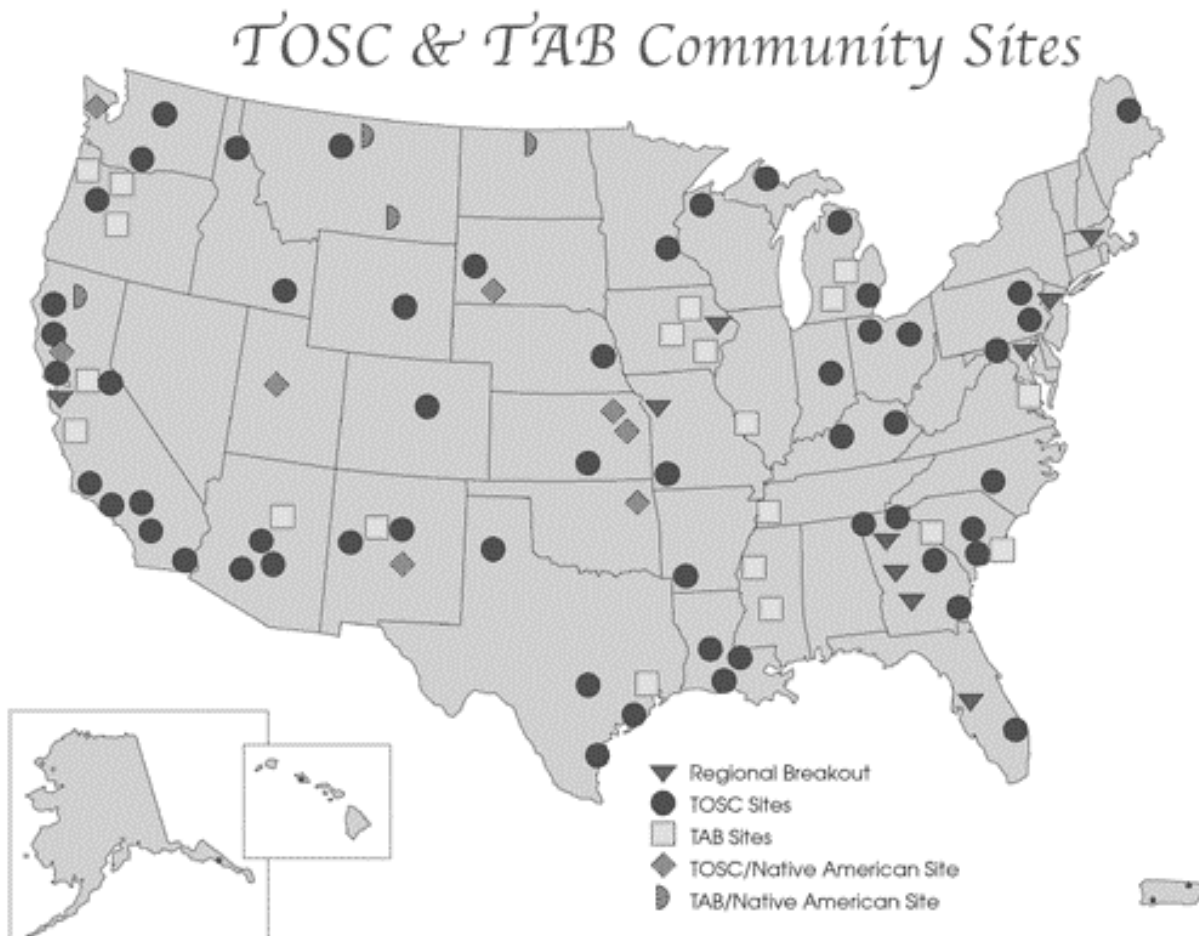 TOSC & TAB Community Sites
Regional Breakout
TOSC Sites
TAB Sites
TOSC/Native American Site
TAB/Native American Site